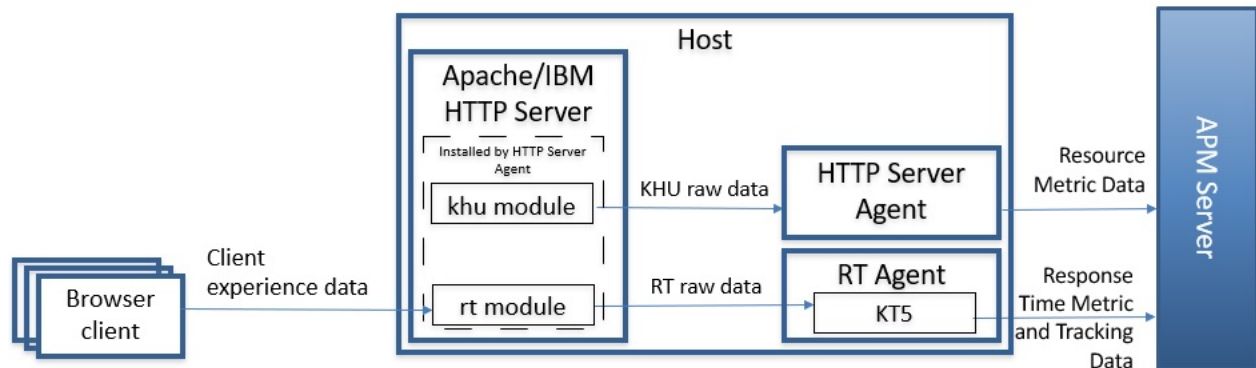 Host
Apache/IBM
HTTP Server
Installed by HTTP Server
Agent
khu module
KHU raw data
HTTP Server
Agent
Resource
Metric Data
APM Server
Client
experience data
Browser
client
rt module
RT raw data
RT Agent
KT5
Response
Time Metric
and Tracking
Data